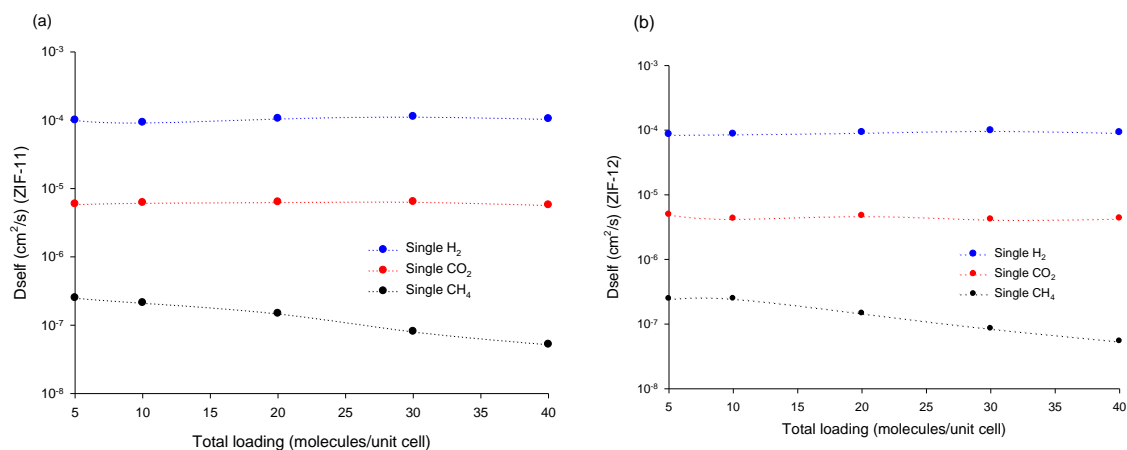 (a)
10⁻³
10⁻⁴
10⁻⁵
10⁻⁶
10⁻⁷
10⁻⁸
Dself (cm²/s) (ZIF-11)
Single H₂
Single CO₂
Single CH₄
5 10 15 20 25 30 35 40
Total loading (molecules/unit cell)
(b)
10⁻³
10⁻⁴
10⁻⁵
10⁻⁶
10⁻⁷
10⁻⁸
Dself (cm²/s) (ZIF-12)
Single H₂
Single CO₂
Single CH₄
5 10 15 20 25 30 35 40
Total loading (molecules/unit cell)